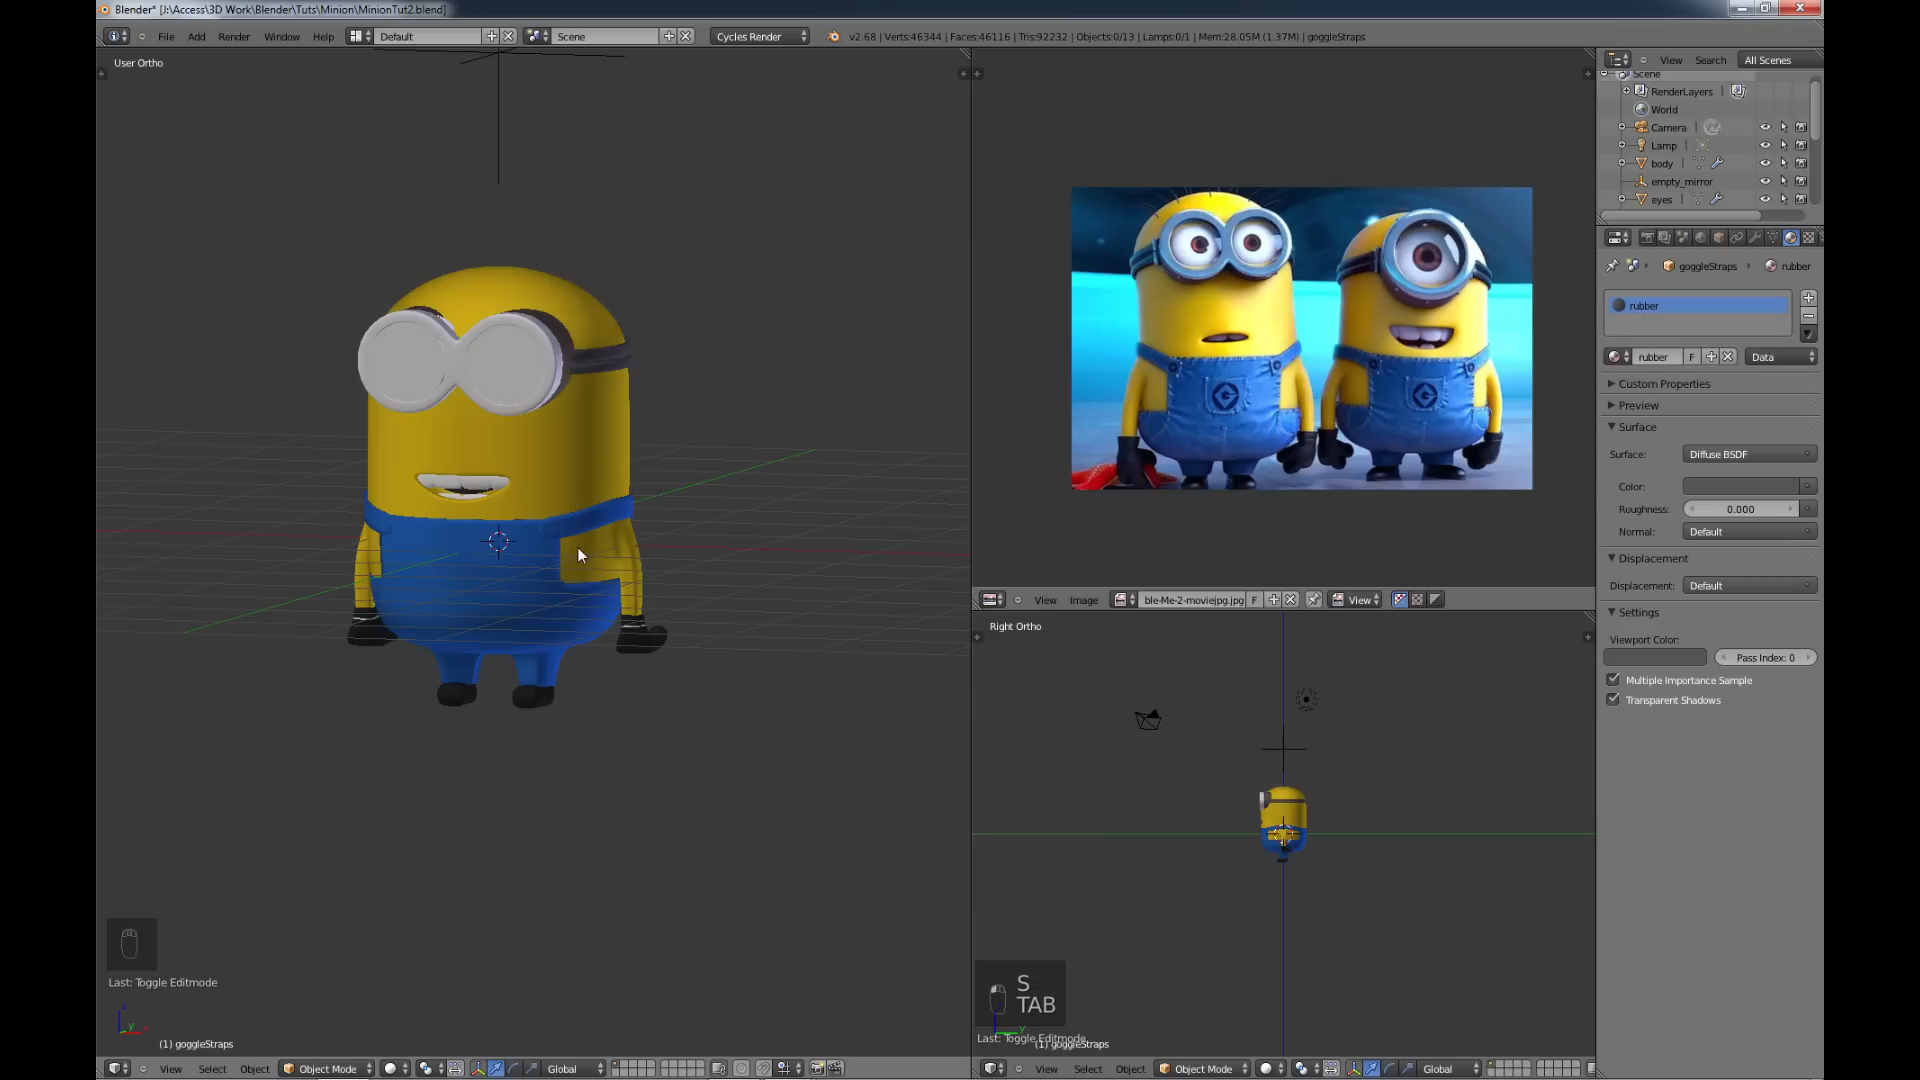 Blender* [J:\Access\3D Work\Blender\Tuts\Minion\MinionTut2.blend]
File Add Render Window Help Default Scene Cycles Render v2.68 | Verts:46344 | Faces:46116 | Tris:92232 | Objects:0/13 | Lamps:0/1 | Mem:28.05M (1.37M) | goggleStraps
User Ortho
View Search All Scenes
Scene
RenderLayers |
World
Camera |
Lamp |
body |
empty_mirror
eyes |
goggleStraps rubber
rubber
rubber F Data
Custom Properties
Preview
Surface
Surface: Diffuse BSDF
Color:
Roughness: 0.000
Normal: Default
Displacement
Displacement: Default
Settings
Viewport Color:
Pass Index: 0
Multiple Importance Sample
Transparent Shadows
View Image ble-Me-2-moviejpg.jpg F View
Right Ortho
S
TAB
Last: Toggle Editmode
(1) goggleStraps
Last: Toggle Editmode
z
y
x
(1) goggleStraps
View Select Object Object Mode Global
View Select Object Object Mode Global